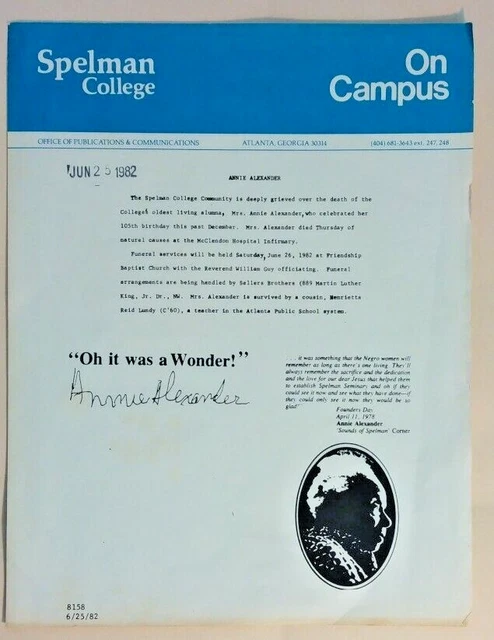 Spelman
College
On
Campus
OFFICE OF PUBLICATIONS & COMMUNICATIONS ATLANTA, GEORGIA 30314 (404) 681-3643 ext. 247, 248
JUN 25 1982
ANNIE ALEXANDER
The Spelman College Community is deeply grieved over the death of the
College's oldest living alumna, Mrs. Annie Alexander, who celebrated her
105th birthday this past December. Mrs. Alexander died Thursday of
natural causes at the McClendon Hospital Infirmary.
Funeral services will be held Saturday, June 26, 1982 at Friendship
Baptist Church with the Reverend William Guy officiating. Funeral
arrangements are being handled by Sellers Brothers (889 Martin Luther
King, Jr. Dr., NW. Mrs. Alexander is survived by a cousin, Henrietta
Reid Lundy (C'60), a teacher in the Atlanta Public School system.
"Oh it was a Wonder!"
Annie Alexander
. . . it was something that the Negro women will
remember as long as there's one living. They'll
always remember the sacrifice and the dedication
and the love for our dear Jesus that helped them
to establish Spelman Seminary and oh if they
could see it now and see what they have done—if
they could only see it now they would be so
glad"
Founders Day
April 11, 1978
Annie Alexander
'Sounds of Spelman' Corner
8158
6/25/82